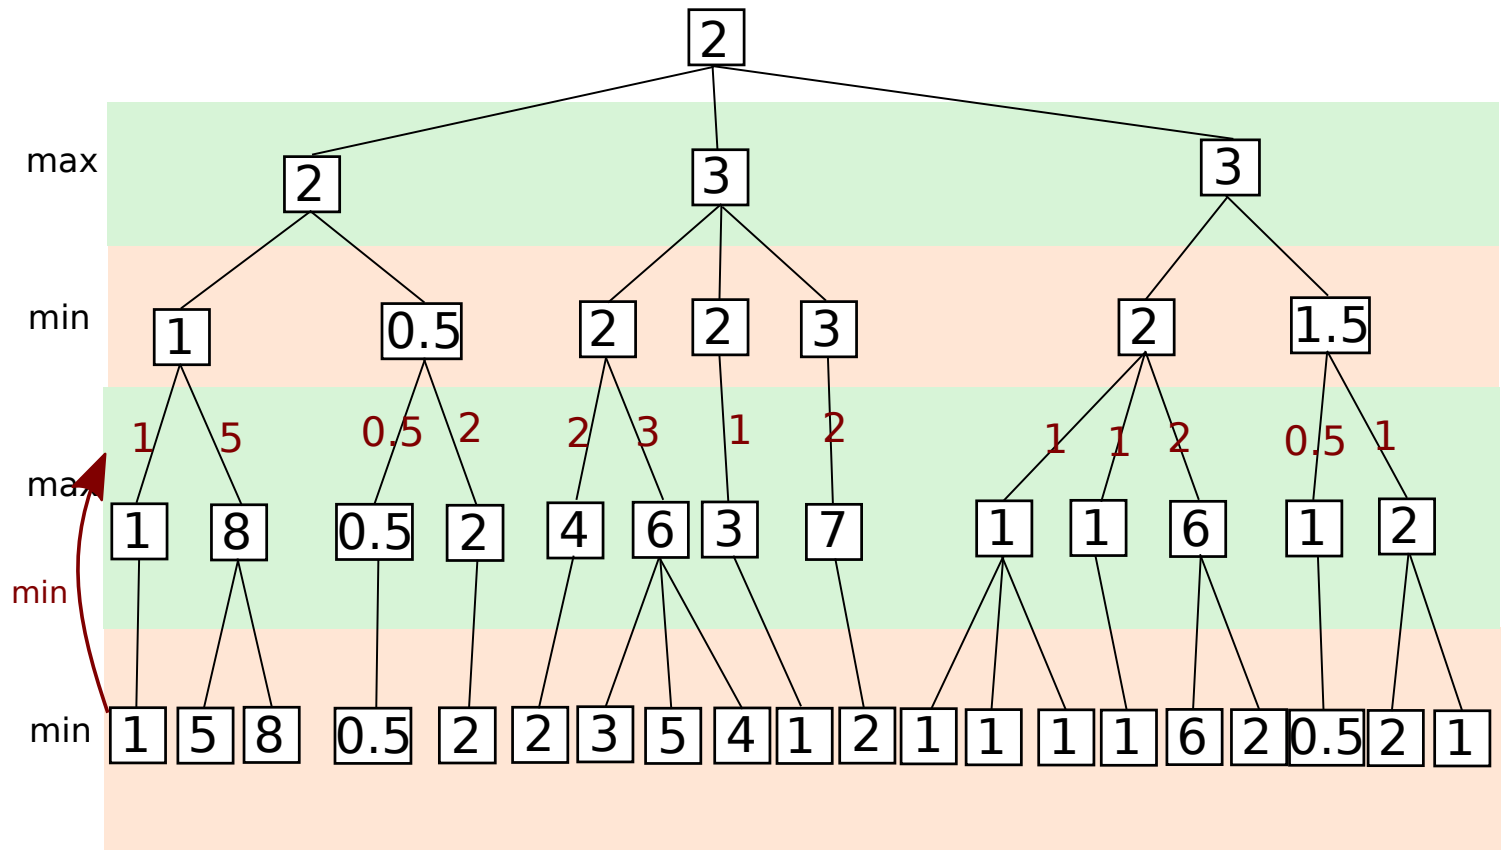 2
max 2 3 3
min 1 0.5 2 2 3 2 1.5
1 5 0.5 2 2 3 1 2 1 1 2 0.5 1
max 1 8 0.5 2 4 6 3 7 1 1 6 1 2
min
min 1 5 8 0.5 2 2 3 5 4 1 2 1 1 1 1 6 2 0.5 2 1